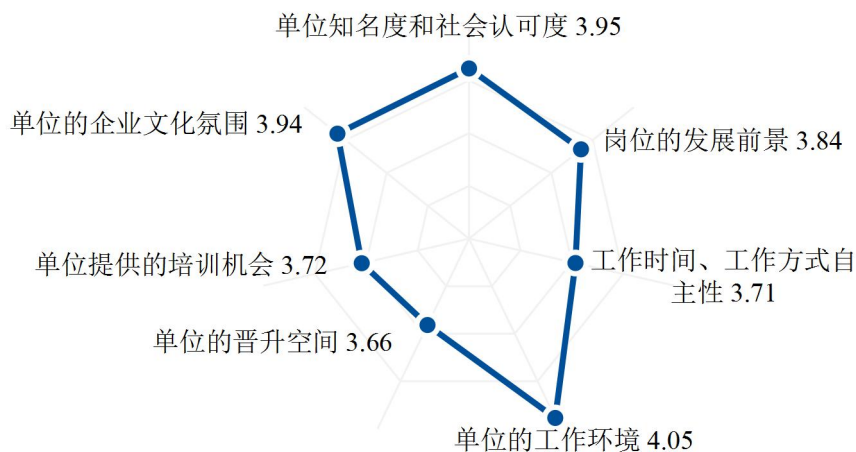 单位知名度和社会认可度 3.95
单位的企业文化氛围 3.94
岗位的发展前景 3.84
单位提供的培训机会 3.72
工作时间、工作方式自
主性 3.71
单位的晋升空间 3.66
单位的工作环境 4.05